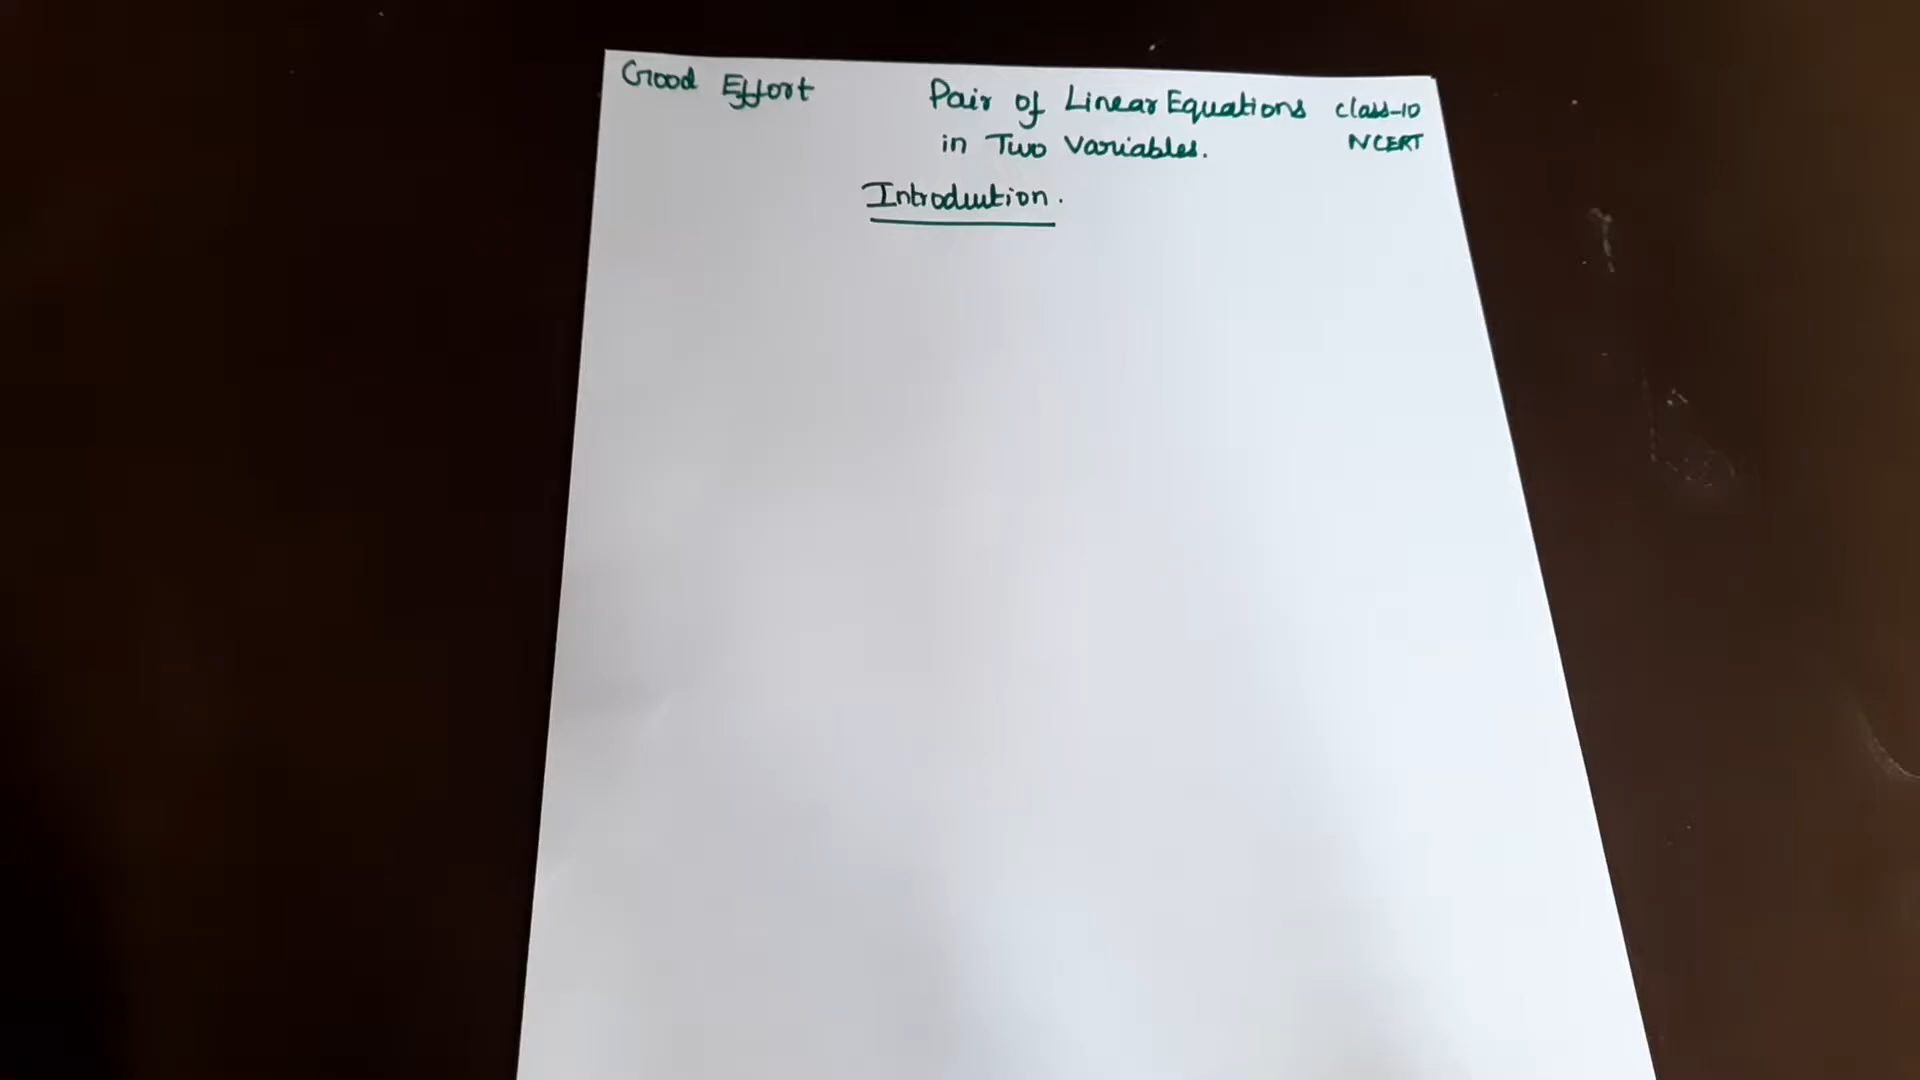 Good Effort
Pair of Linear Equations
in Two Variables.
Class-10
NCERT
Introduction.